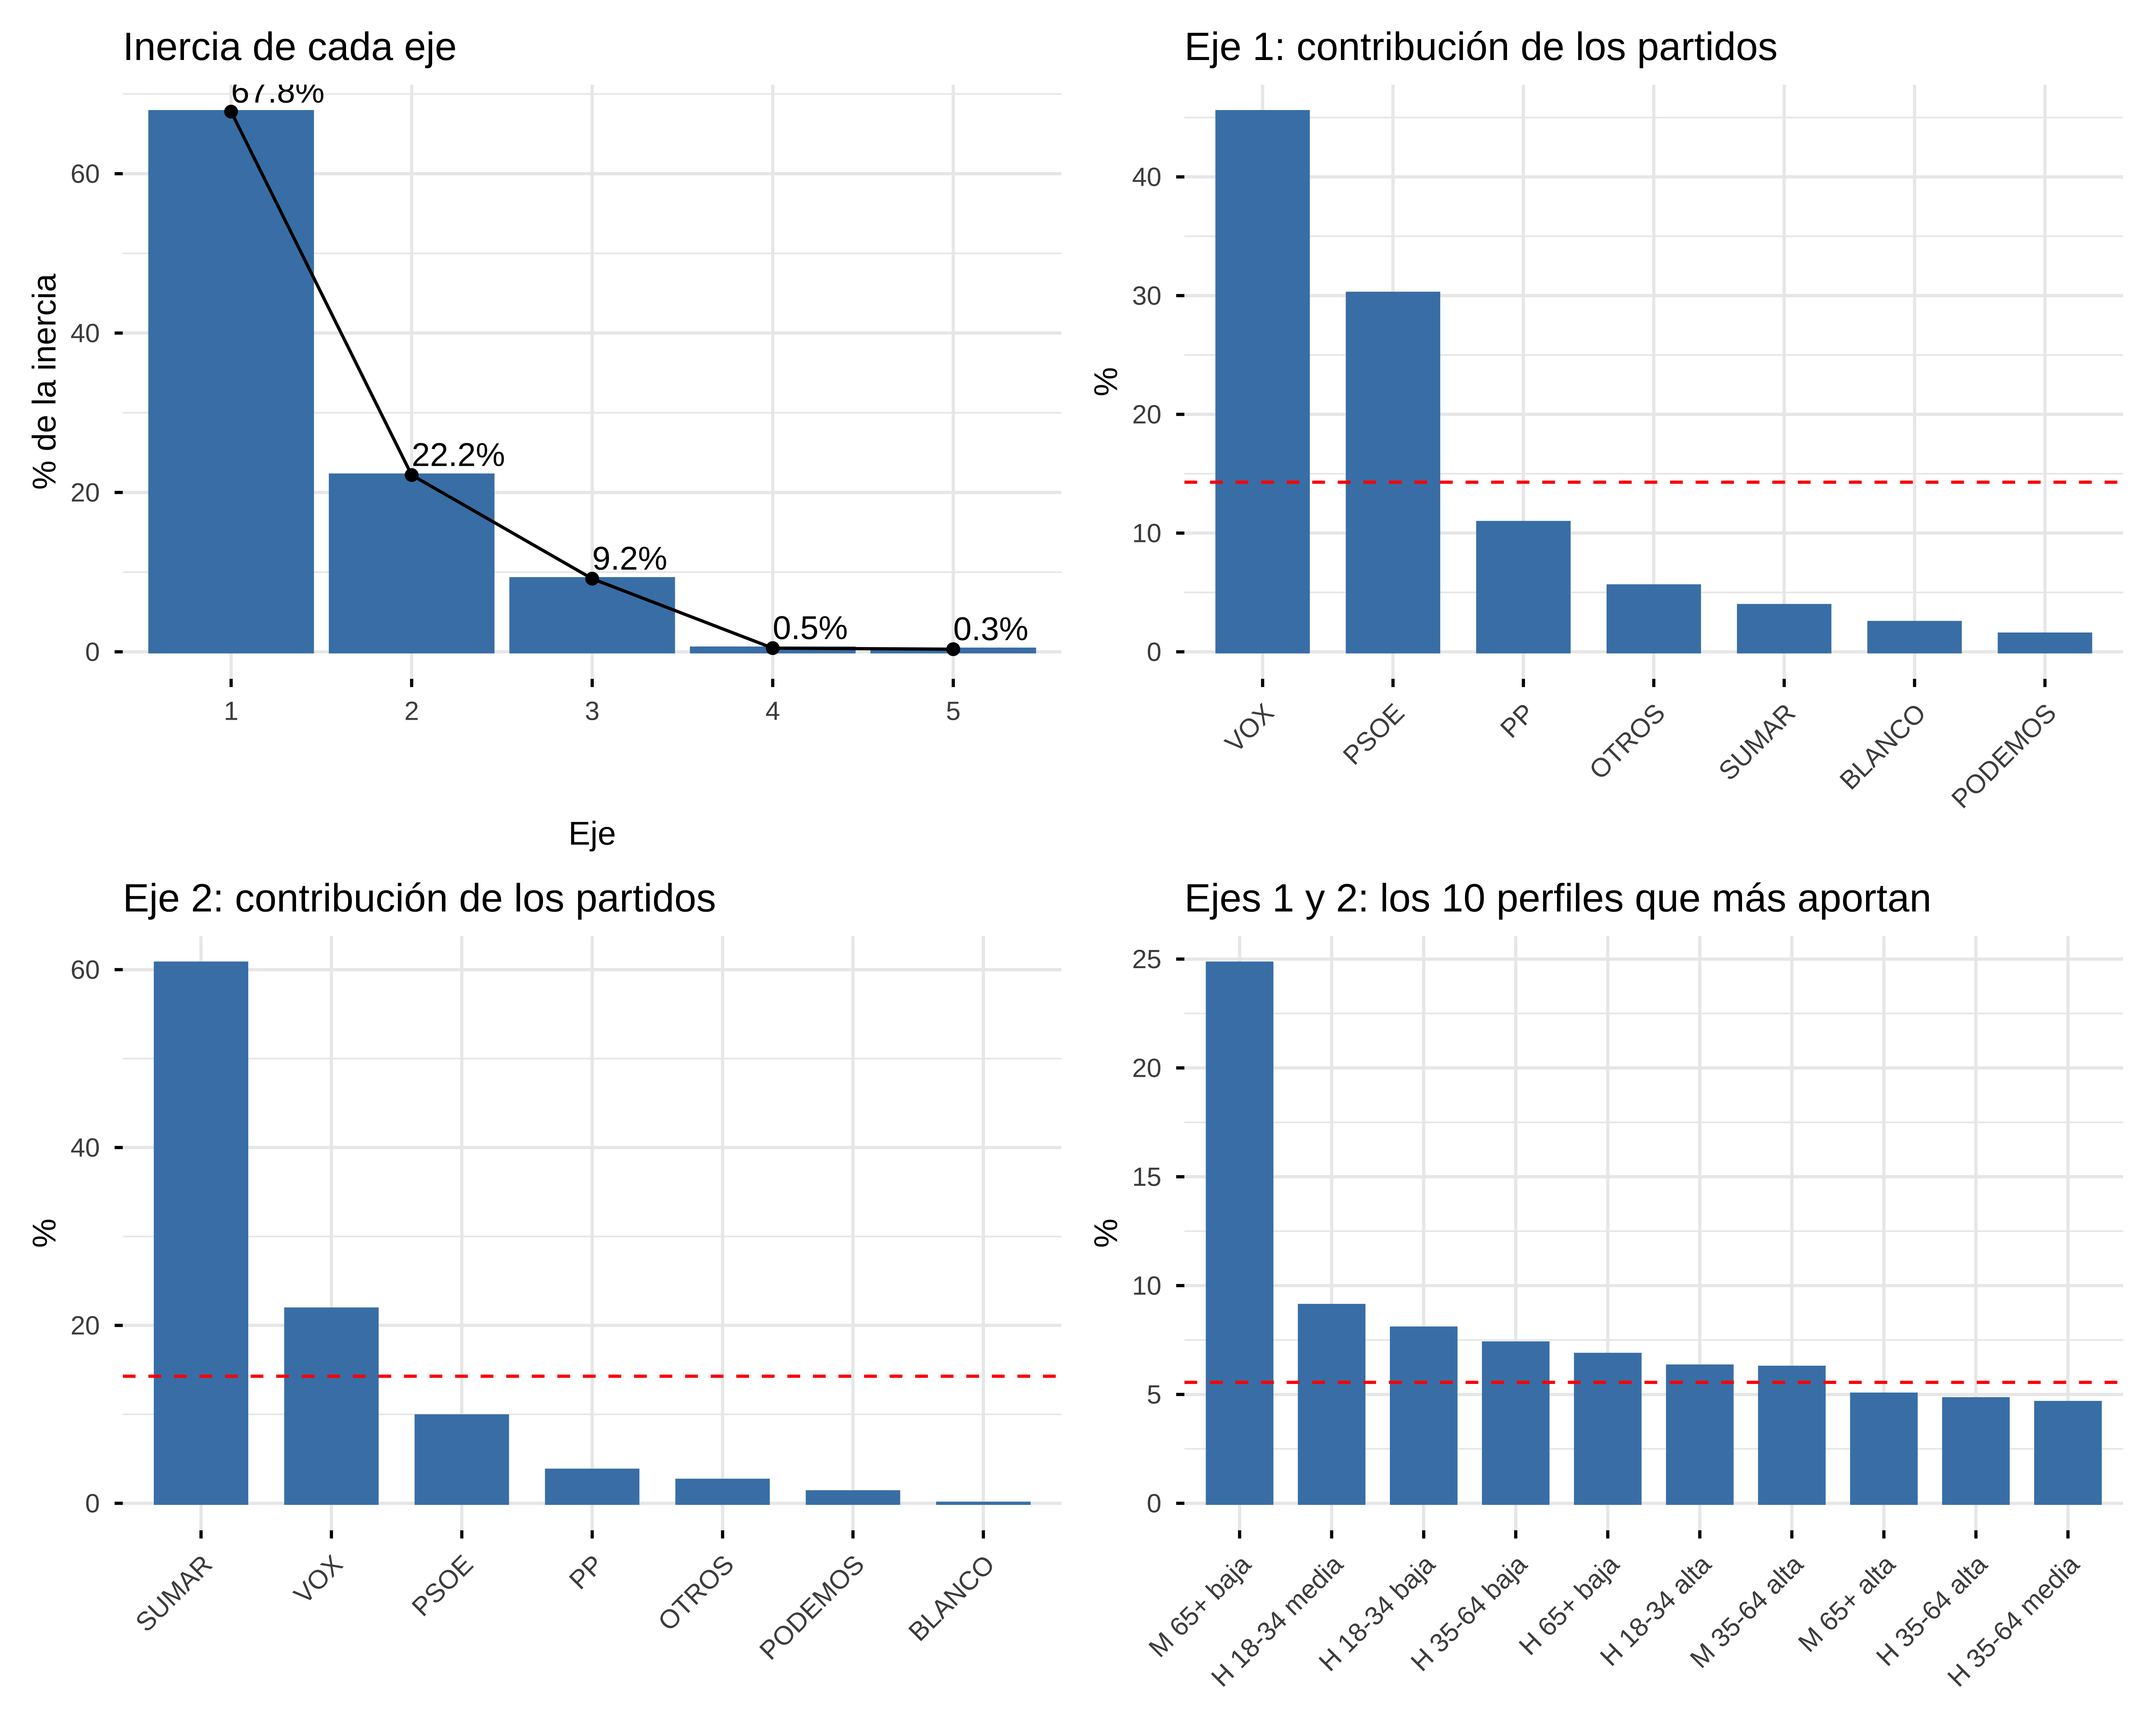 Inercia de cada eje
% de la inercia
60
40
20
0
67.8%
22.2%
9.2%
0.5%
0.3%
1
2
3
4
5
Eje
Eje 1: contribución de los partidos
%
40
30
20
10
0
VOX
PSOE
PP
OTROS
SUMAR
BLANCO
PODEMOS
Eje 2: contribución de los partidos
%
60
40
20
0
SUMAR
VOX
PSOE
PP
OTROS
PODEMOS
BLANCO
Ejes 1 y 2: los 10 perfiles que más aportan
%
25
20
15
10
5
0
M 65+ baja
H 18-34 media
H 18-34 baja
H 35-64 baja
H 65+ baja
H 18-34 alta
M 35-64 alta
M 65+ alta
H 35-64 alta
H 35-64 media